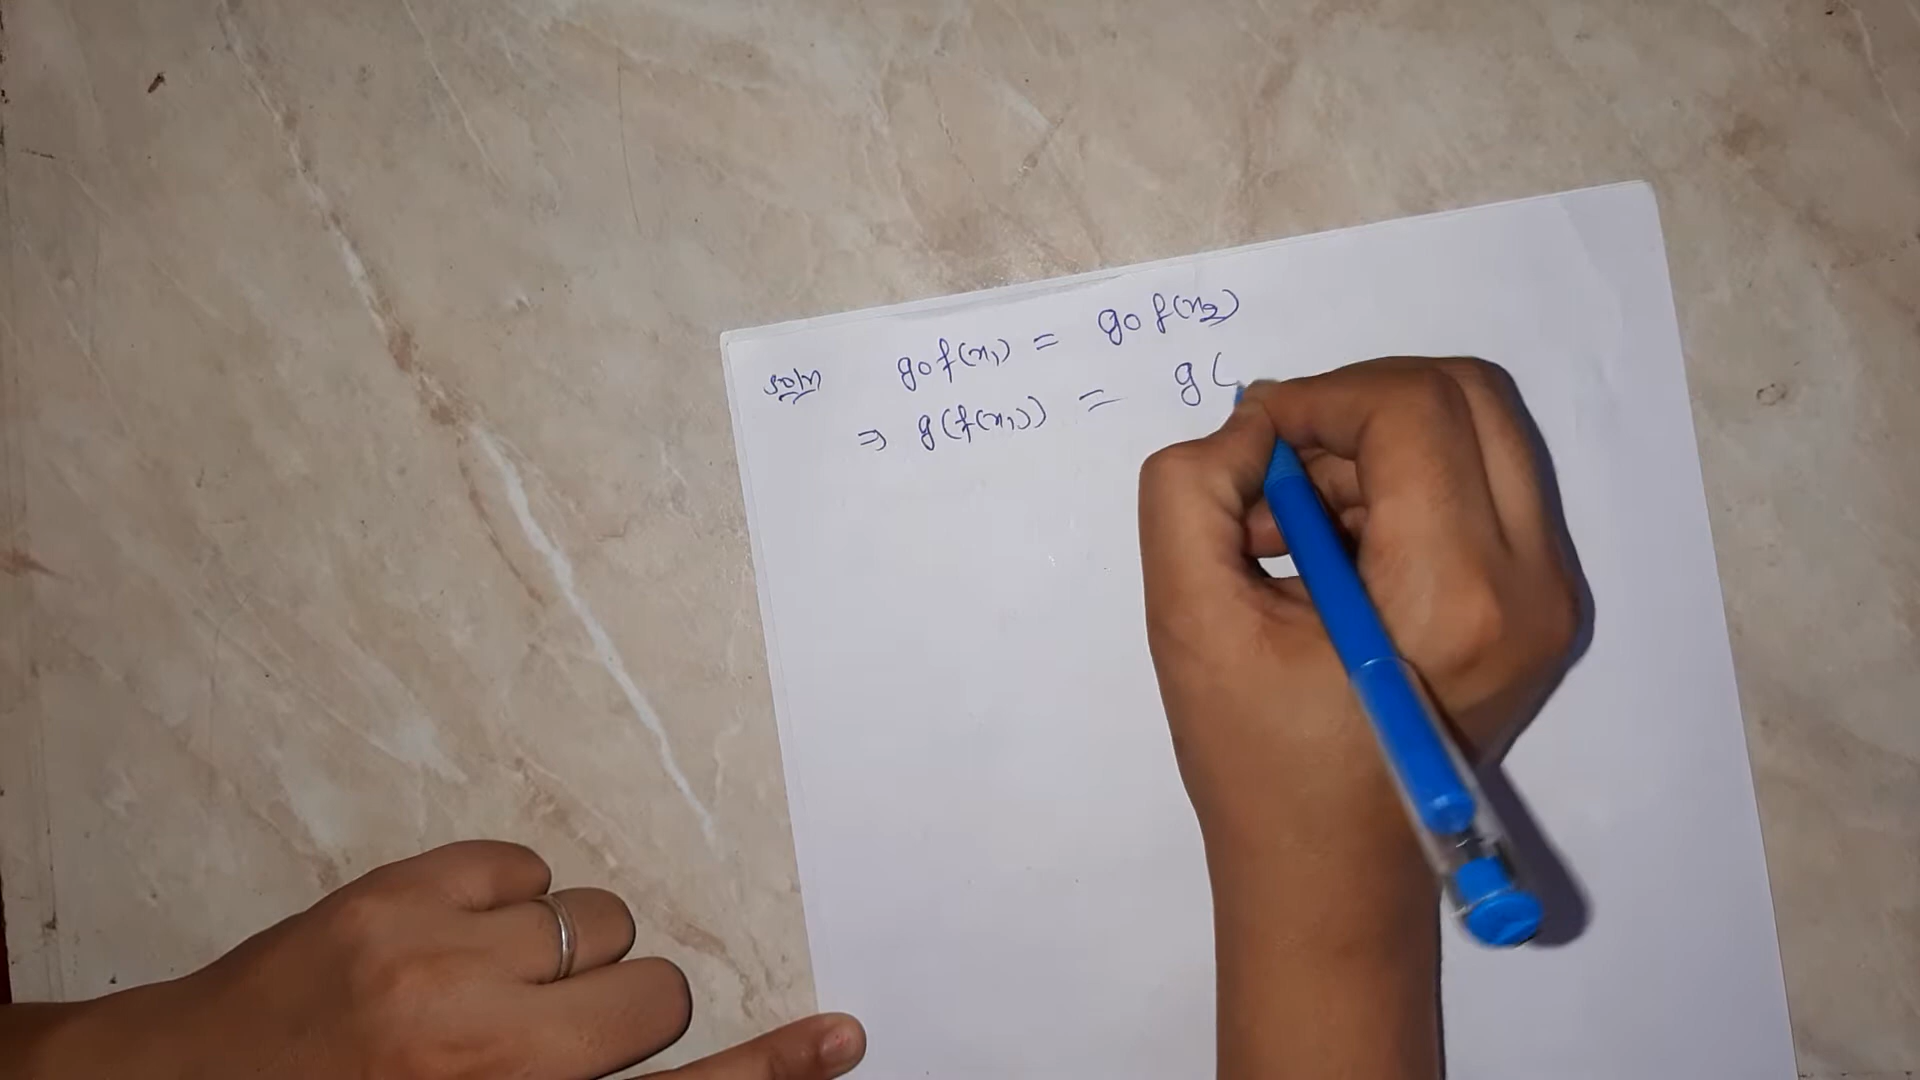 soln gof(x₁) = gof(x₂)
⇒ g(f(x₁)) = g(